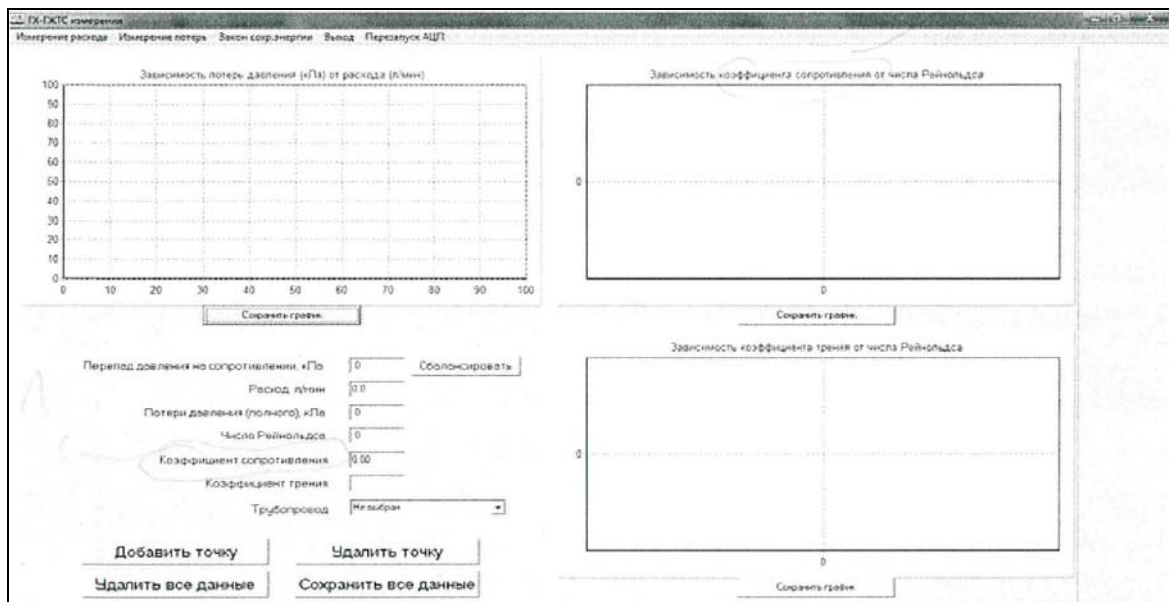 ГХ-ГЖТС измерения
Измерение расхода Измерение потерь Закон сохр.энергии Выход Перезапуск АЦП
Зависимость потерь давления (кПа) от расхода (л/мин)
100
90
80
70
60
50
40
30
20
10
0
0 10 20 30 40 50 60 70 80 90 100
Сохранить график.
Перепад давления на сопротивлении, кПа 0 Сбалансировать
Расход, л/мин 0.0
Потери давления (полного), кПа 0
Число Рейнольдса 0
Коэффициент сопротивления 0.00
Коэффициент трения
Трубопровод Не выбран
Добавить точку Удалить точку
Удалить все данные Сохранить все данные
Зависимость коэффициента сопротивления от числа Рейнольдса
0
0
Сохранить график.
Зависимость коэффициента трения от числа Рейнольдса
0
0
Сохранить график